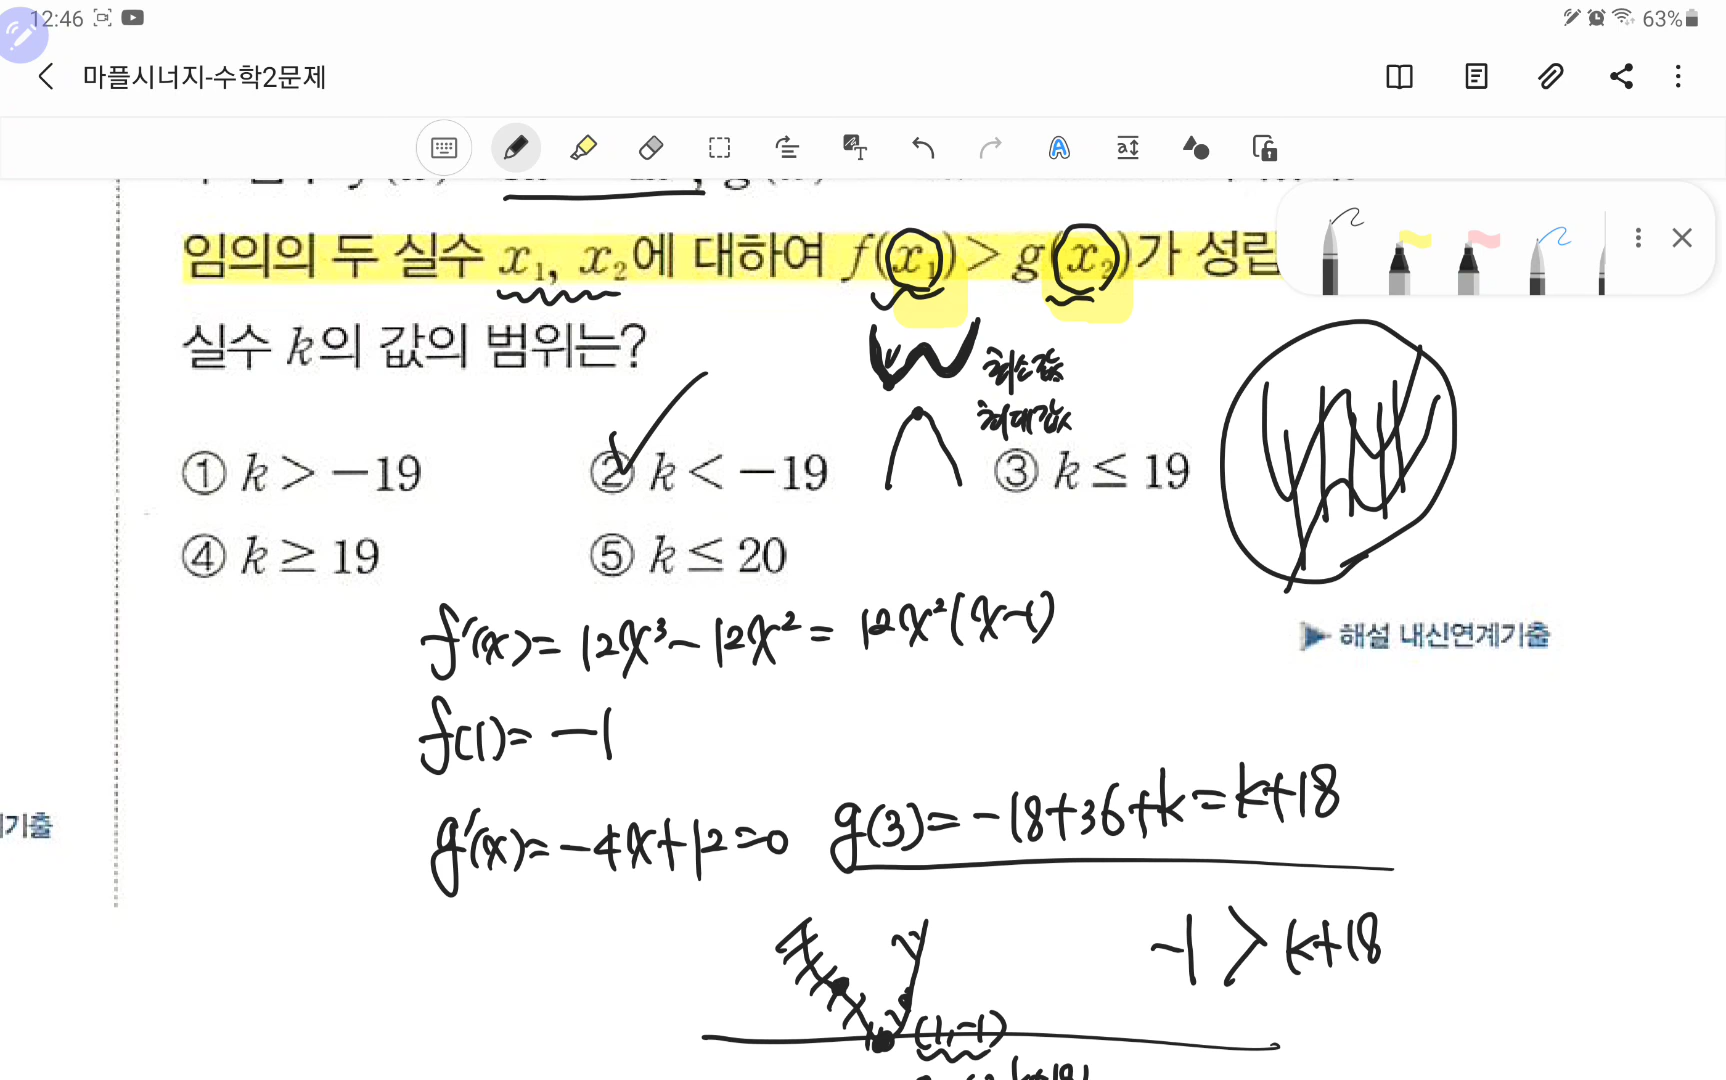 12:46
63%
마플시너지-수학2문제
임의의 두 실수 x₁, x₂에 대하여 f(x₁)>g(x₂)가 성립
실수 k의 값의 범위는?
최솟값
최대값
① k>−19 ② k<−19 ③ k≤19
④ k≥19 ⑤ k≤20
f'(x)= 12x³−12x² = 12x²(x−1)
▶ 해설 내신연계기출
f(1)= −1
기출
g'(x)= −4x+12=0 g(3)= −18+36+k=k+18
−1 > k+18
(1,−1)